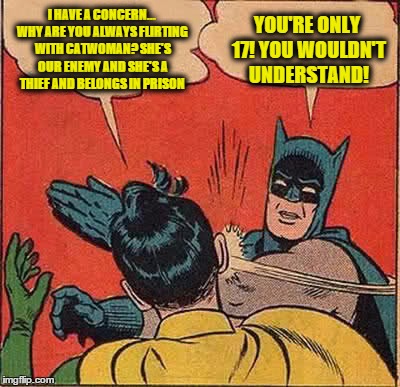 I HAVE A CONCERN...
WHY ARE YOU ALWAYS FLIRTING
WITH CATWOMAN? SHE'S
OUR ENEMY AND SHE'S A
THIEF AND BELONGS IN PRISON
YOU'RE ONLY
17! YOU WOULDN'T
UNDERSTAND!
imgflip.com